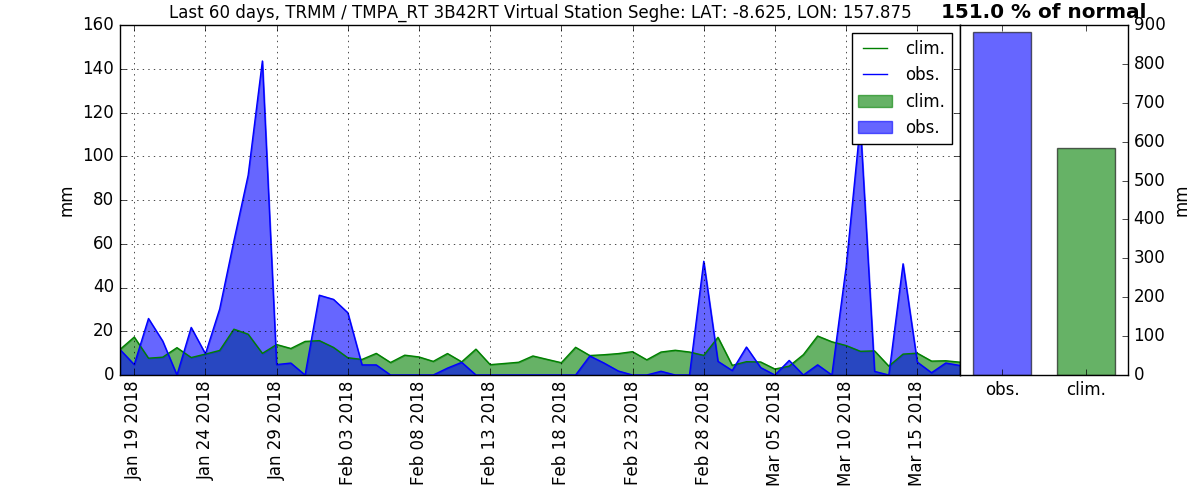 Last 60 days, TRMM / TMPA_RT 3B42RT Virtual Station Seghe: LAT: -8.625, LON: 157.875
151.0 % of normal
160
140
120
100
80
60
40
20
0
mm
clim.
obs.
clim.
obs.
900
800
700
600
500
400
300
200
100
0
mm
obs.
clim.
Jan 19 2018
Jan 24 2018
Jan 29 2018
Feb 03 2018
Feb 08 2018
Feb 13 2018
Feb 18 2018
Feb 23 2018
Feb 28 2018
Mar 05 2018
Mar 10 2018
Mar 15 2018